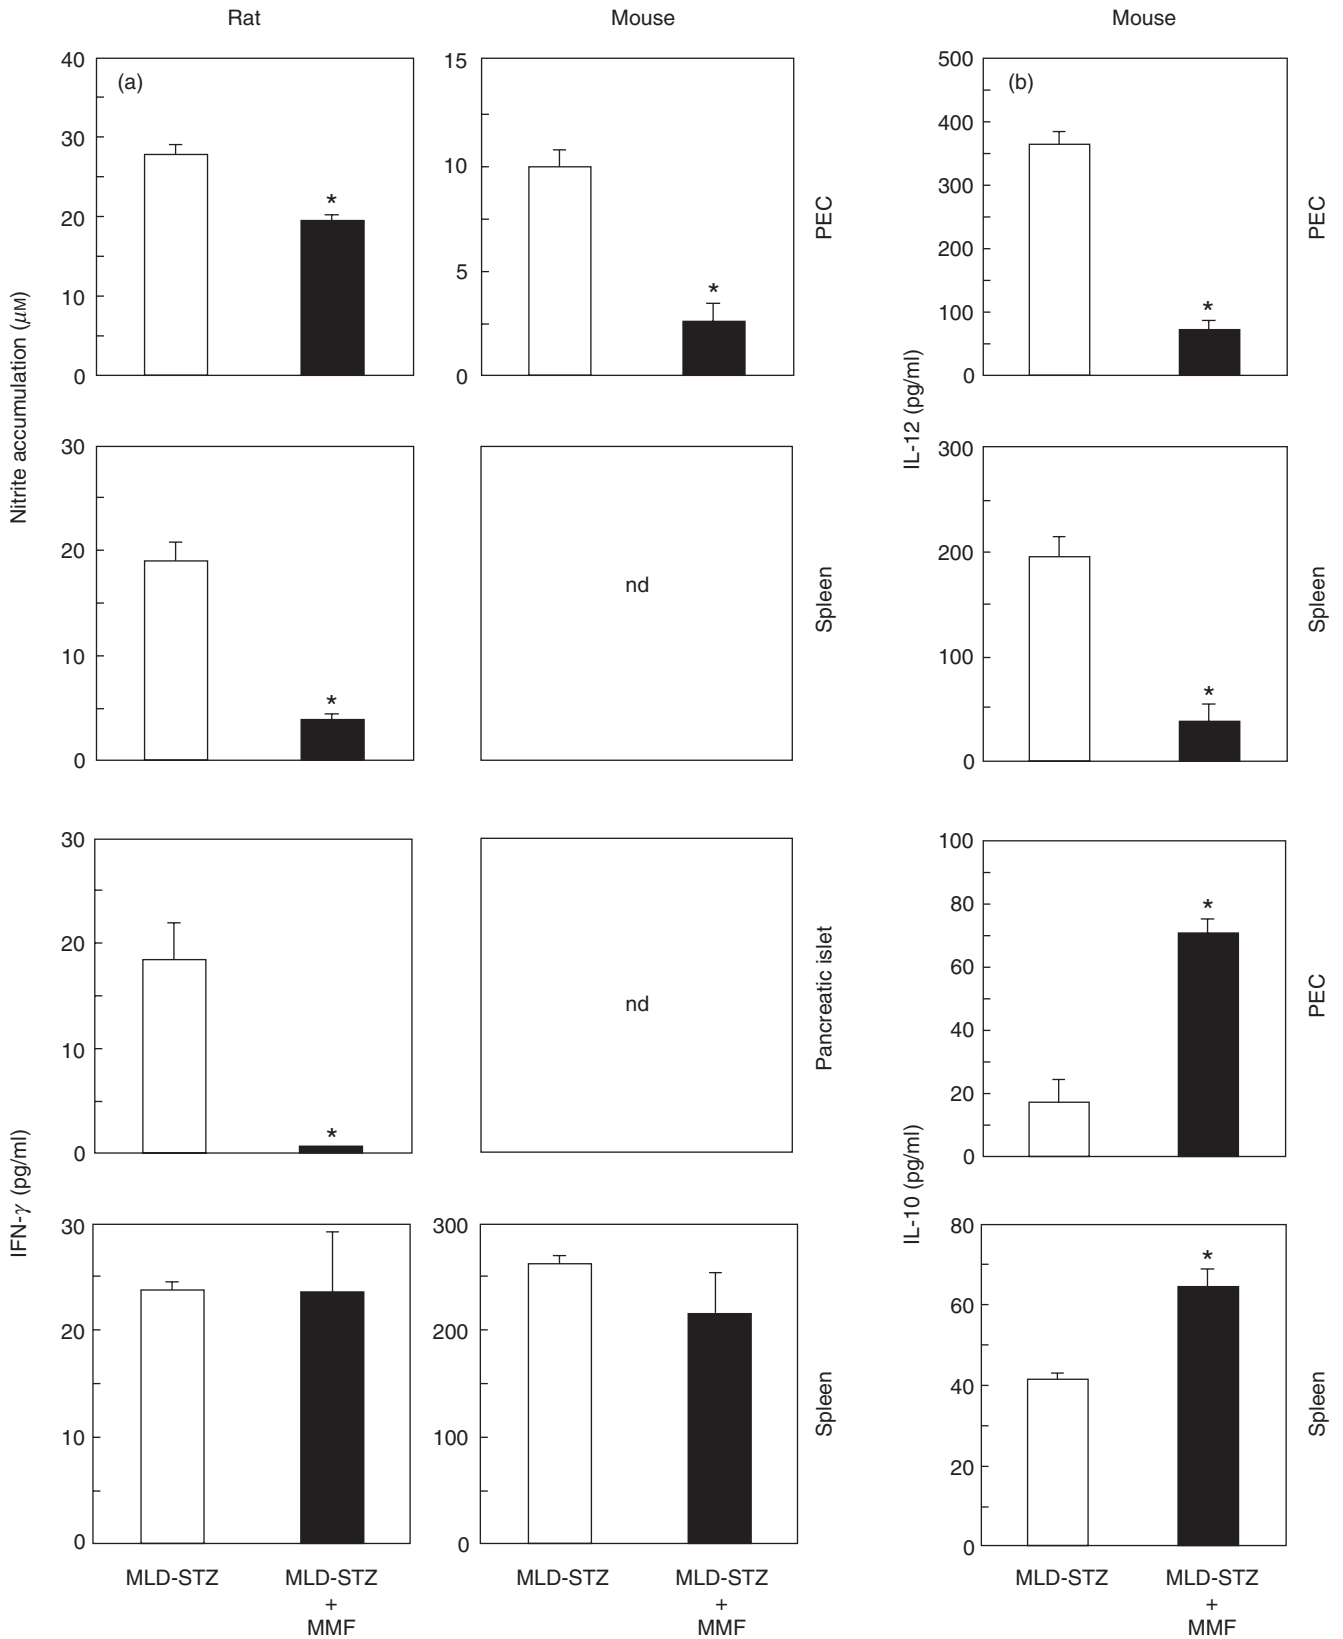 Rat
Mouse
Mouse
(a)
40
30
20
10
0
*
15
10
5
0
*
PEC
(b)
500
400
300
200
100
0
*
PEC
Nitrite accumulation (μM)
30
20
10
0
*
nd
Spleen
IL-12 (pg/ml)
300
200
100
0
*
Spleen
30
20
10
0
*
nd
Pancreatic islet
100
80
60
40
20
0
*
PEC
IFN-γ (pg/ml)
30
20
10
0
300
200
100
0
Spleen
IL-10 (pg/ml)
80
60
40
20
0
*
Spleen
MLD-STZ
MLD-STZ
+
MMF
MLD-STZ
MLD-STZ
+
MMF
MLD-STZ
MLD-STZ
+
MMF